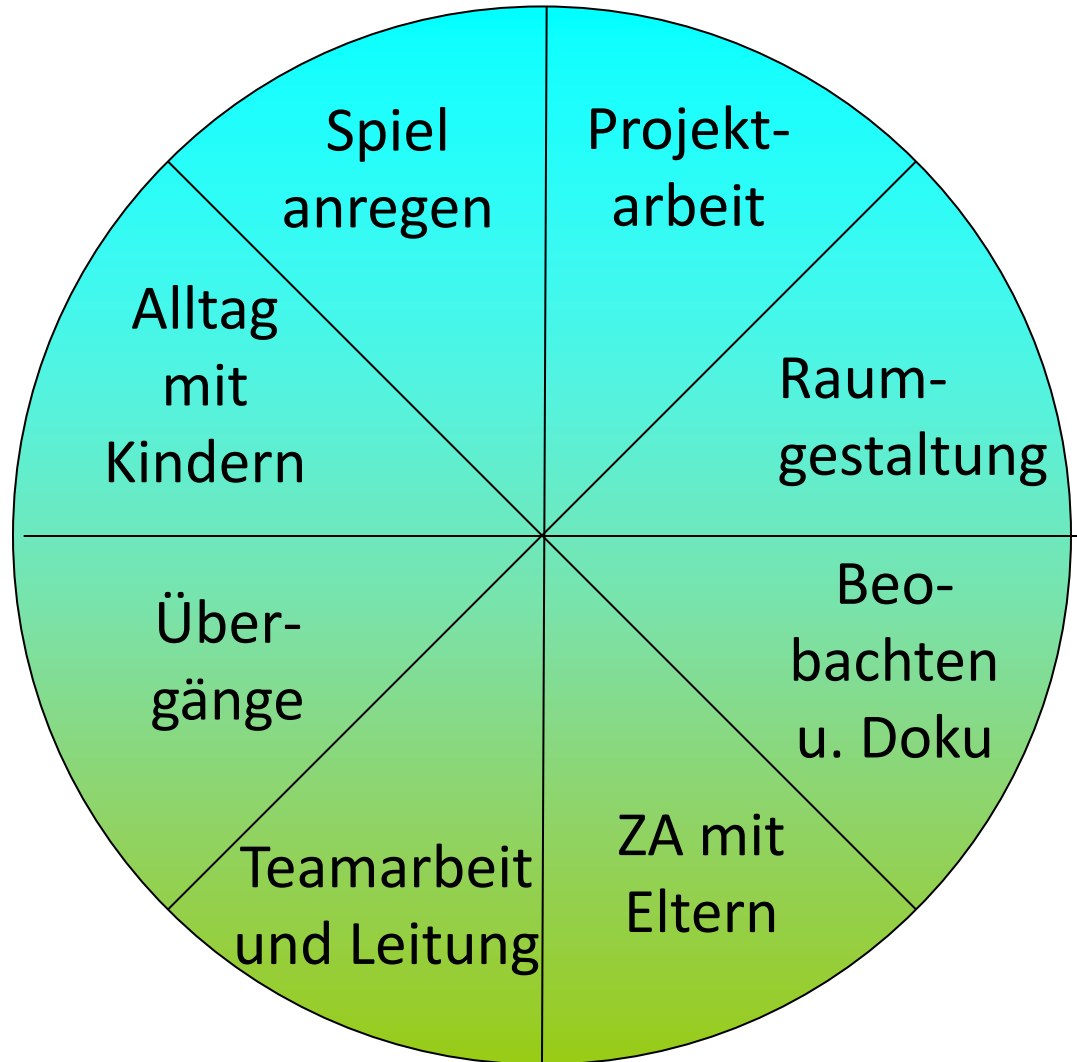 Spiel
anregen
Projekt-
arbeit
Raum-
gestaltung
Beo-
bachten
u. Doku
ZA mit
Eltern
Teamarbeit
und Leitung
Über-
gänge
Alltag
mit
Kindern